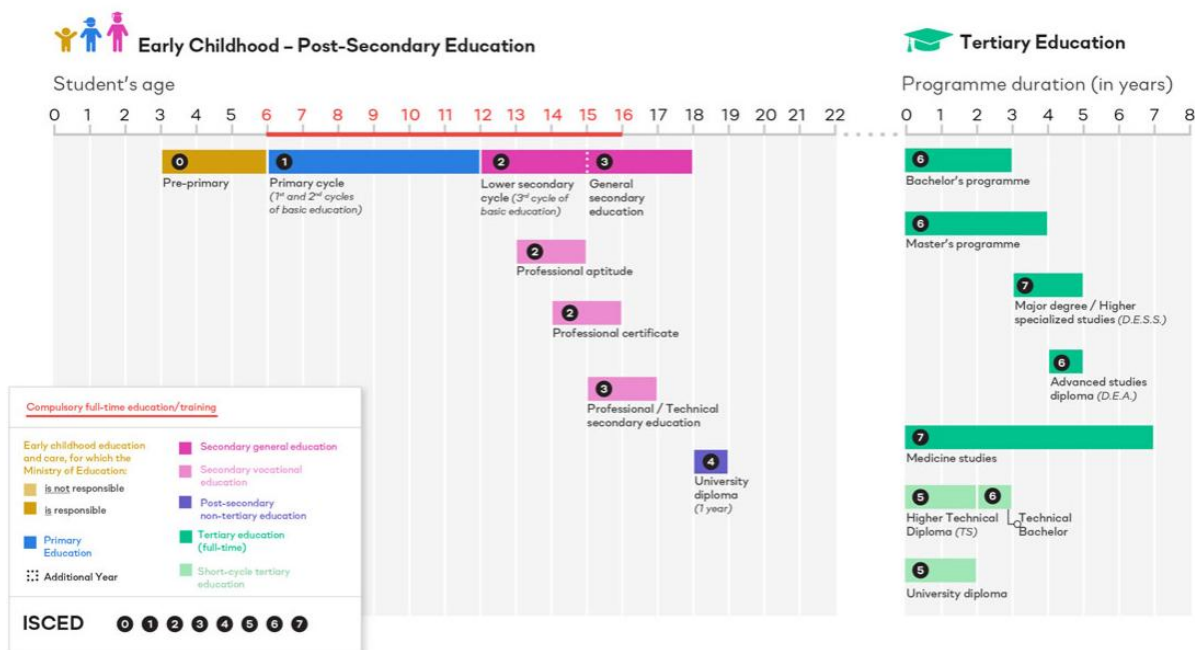 Early Childhood – Post-Secondary Education
Student's age
0 1 2 3 4 5 6 7 8 9 10 11 12 13 14 15 16 17 18 19 20 21 22
0
Pre-primary
1
Primary cycle
(1st and 2nd cycles
of basic education)
2
Lower secondary
cycle (3rd cycle of
basic education)
3
General
secondary
education
2
Professional aptitude
2
Professional certificate
3
Professional / Technical
secondary education
4
University
diploma
(1 year)
Tertiary Education
Programme duration (in years)
0 1 2 3 4 5 6 7 8
6
Bachelor's programme
6
Master's programme
7
Major degree / Higher
specialized studies (D.E.S.S.)
6
Advanced studies
diploma (D.E.A.)
7
Medicine studies
5
Higher Technical
Diploma (TS)
6
Technical
Bachelor
5
University diploma
Compulsory full-time education/training
Early childhood education
and care, for which the
Ministry of Education:
is not responsible
is responsible
Primary
Education
Additional Year
Secondary general education
Secondary vocational
education
Post-secondary
non-tertiary education
Tertiary education
(full-time)
Short-cycle tertiary
education
ISCED 0 1 2 3 4 5 6 7